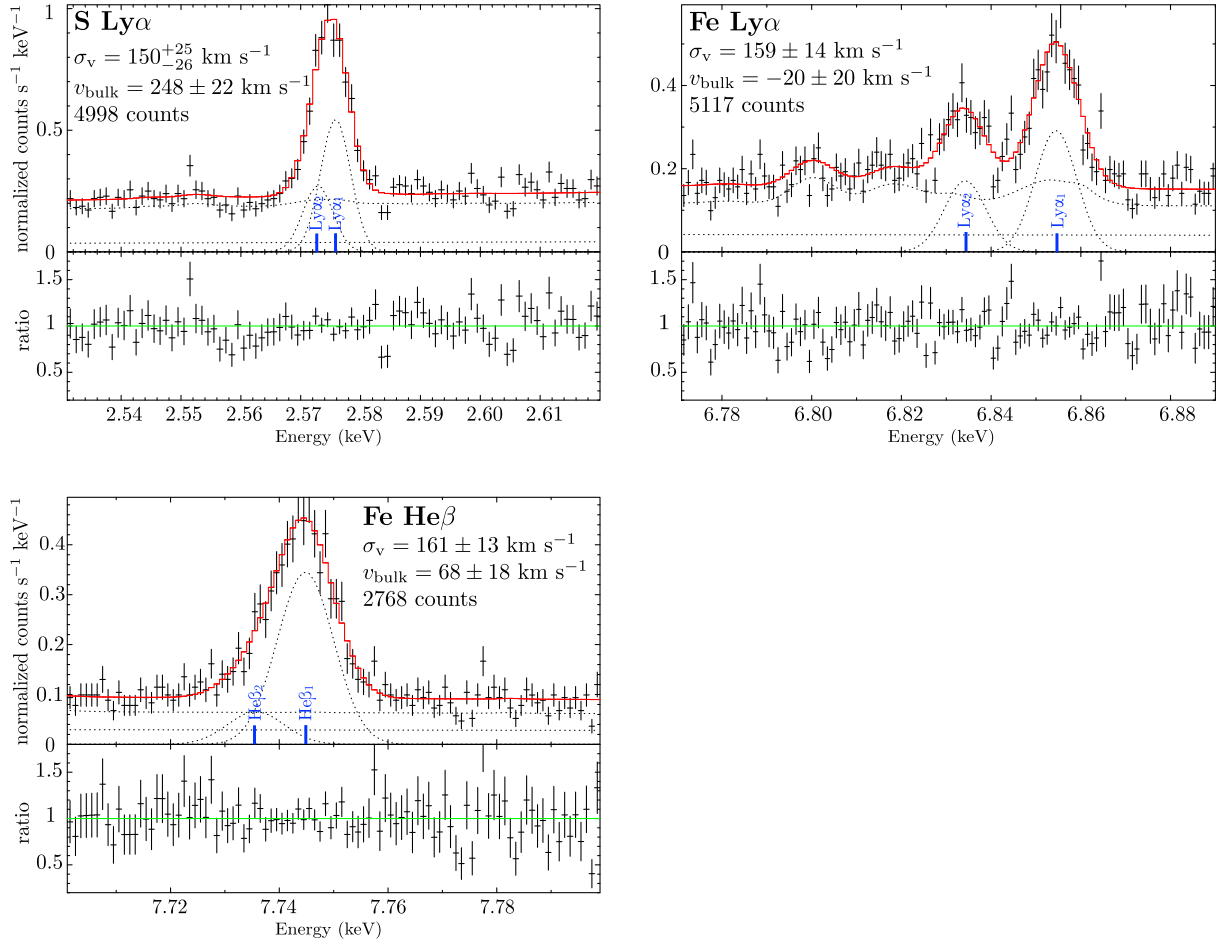 S Lyα
σv = 150+25−26 km s−1
vbulk = 248 ± 22 km s−1
4998 counts
normalized counts s−1 keV−1
1
0.5
0
Lyα2
Lyα1
ratio
1.5
1
0.5
2.54 2.55 2.56 2.57 2.58 2.59 2.60 2.61
Energy (keV)
Fe Lyα
σv = 159 ± 14 km s−1
vbulk = −20 ± 20 km s−1
5117 counts
0.4
0.2
0
Lyα2
Lyα1
1.5
1
0.5
6.78 6.80 6.82 6.84 6.86 6.88
Energy (keV)
Fe Heβ
σv = 161 ± 13 km s−1
vbulk = 68 ± 18 km s−1
2768 counts
normalized counts s−1 keV−1
0.4
0.3
0.2
0.1
0
Heβ2
Heβ1
ratio
1.5
1
0.5
7.72 7.74 7.76 7.78
Energy (keV)